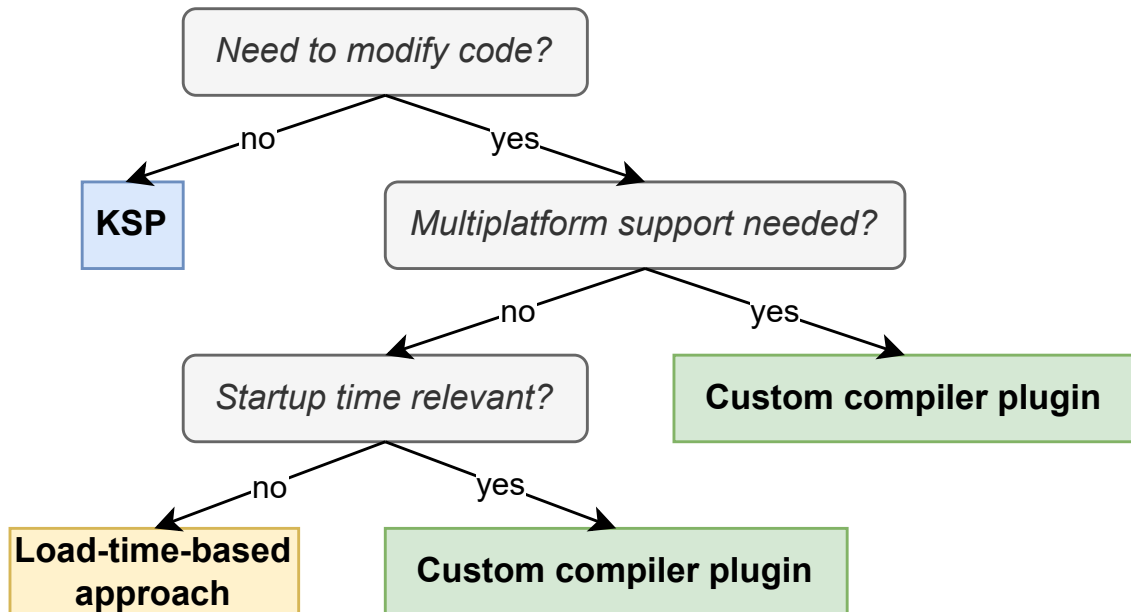 Need to modify code?
no
yes
KSP
Multiplatform support needed?
no
yes
Startup time relevant?
Custom compiler plugin
no
yes
Load-time-based
approach
Custom compiler plugin